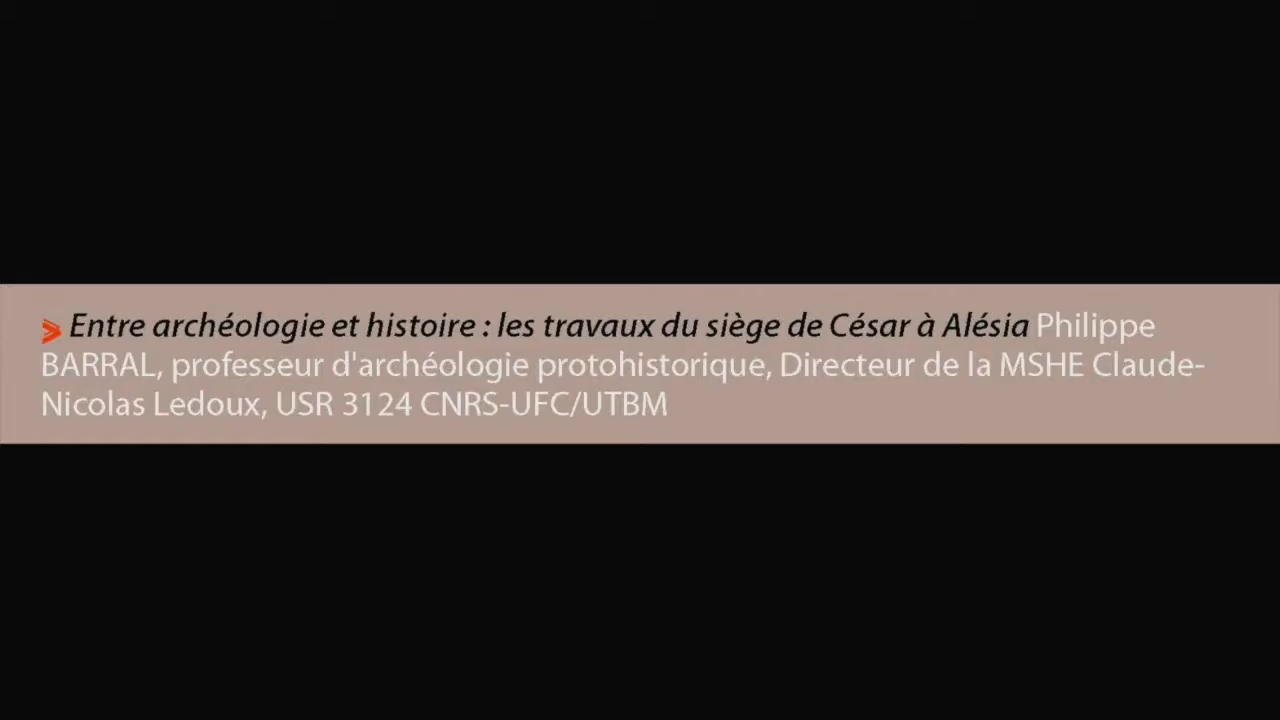 > Entre archéologie et histoire : les travaux du siège de César à Alésia Philippe
BARRAL, professeur d'archéologie protohistorique, Directeur de la MSHE Claude-
Nicolas Ledoux, USR 3124 CNRS-UFC/UTBM